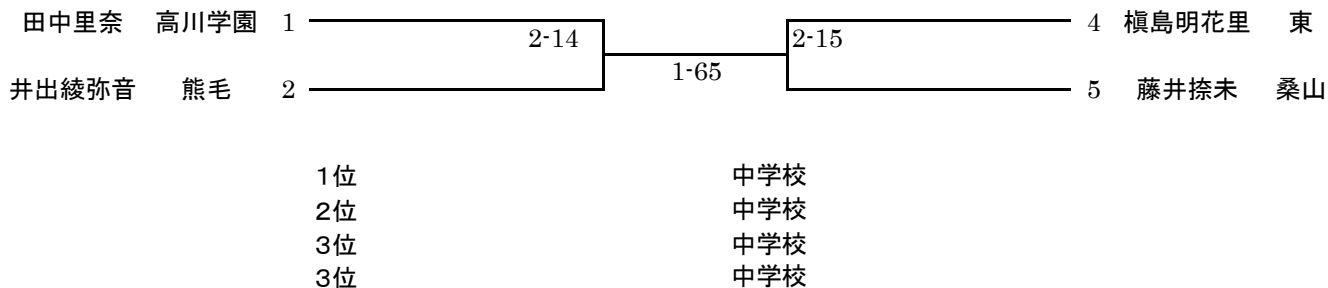 田中里奈 高川学園 1 2-14 2-15 4 槇島明花里 東
1-65
井出綾弥音 熊毛 2 5 藤井捺未 桑山
1位 中学校
2位 中学校
3位 中学校
3位 中学校